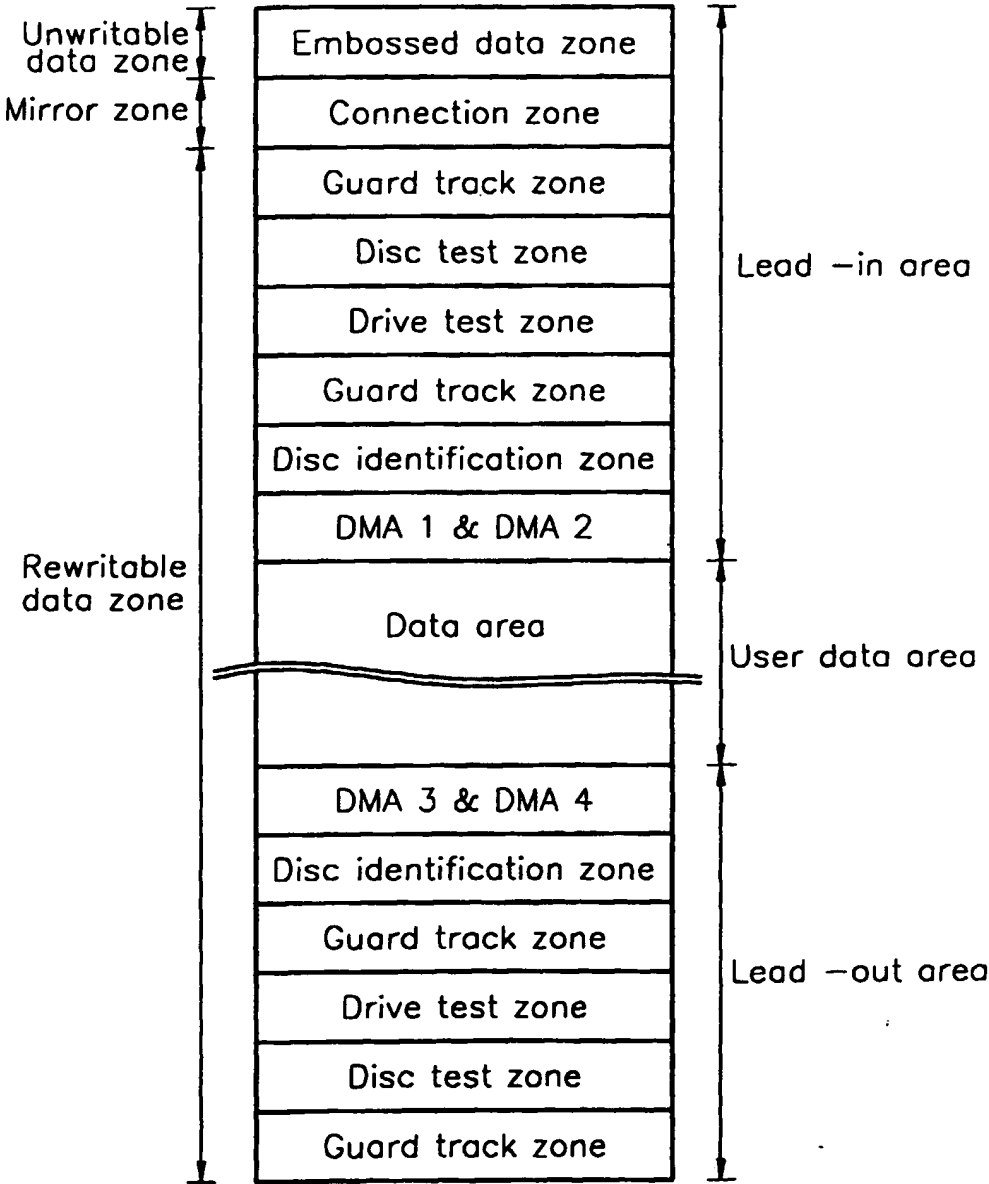 Unwritable
data zone
Embossed data zone
Mirror zone
Connection zone
Guard track zone
Disc test zone
Lead -in area
Drive test zone
Guard track zone
Disc identification zone
DMA 1 & DMA 2
Rewritable
data zone
Data area
User data area
DMA 3 & DMA 4
Disc identification zone
Guard track zone
Lead -out area
Drive test zone
Disc test zone
Guard track zone